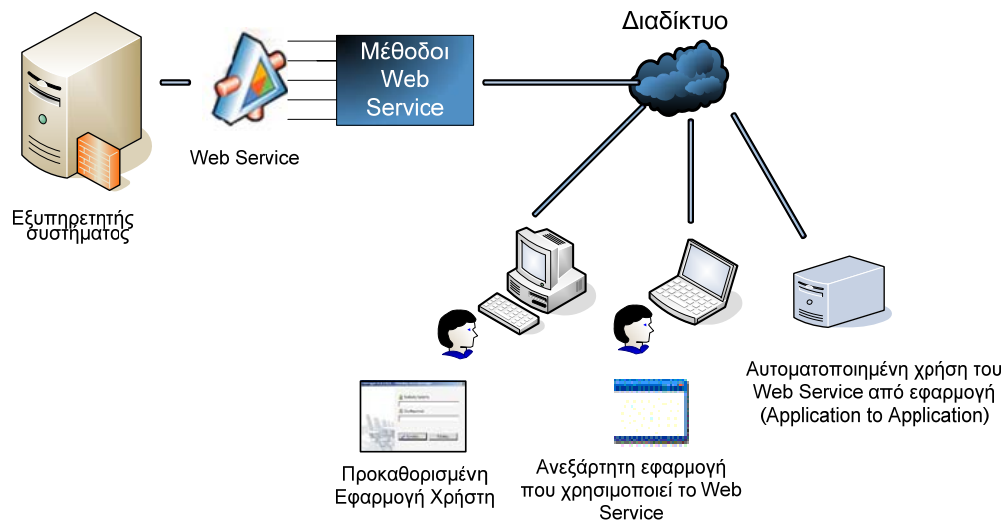 Διαδίκτυο
Μέθοδοι
Web
Service
Web Service
Εξυπηρετητής
συστήματος
Αυτοματοποιημένη χρήση του
Web Service από εφαρμογή
(Application to Application)
Προκαθορισμένη
Εφαρμογή Χρήστη
Ανεξάρτητη εφαρμογή
που χρησιμοποιεί το Web
Service